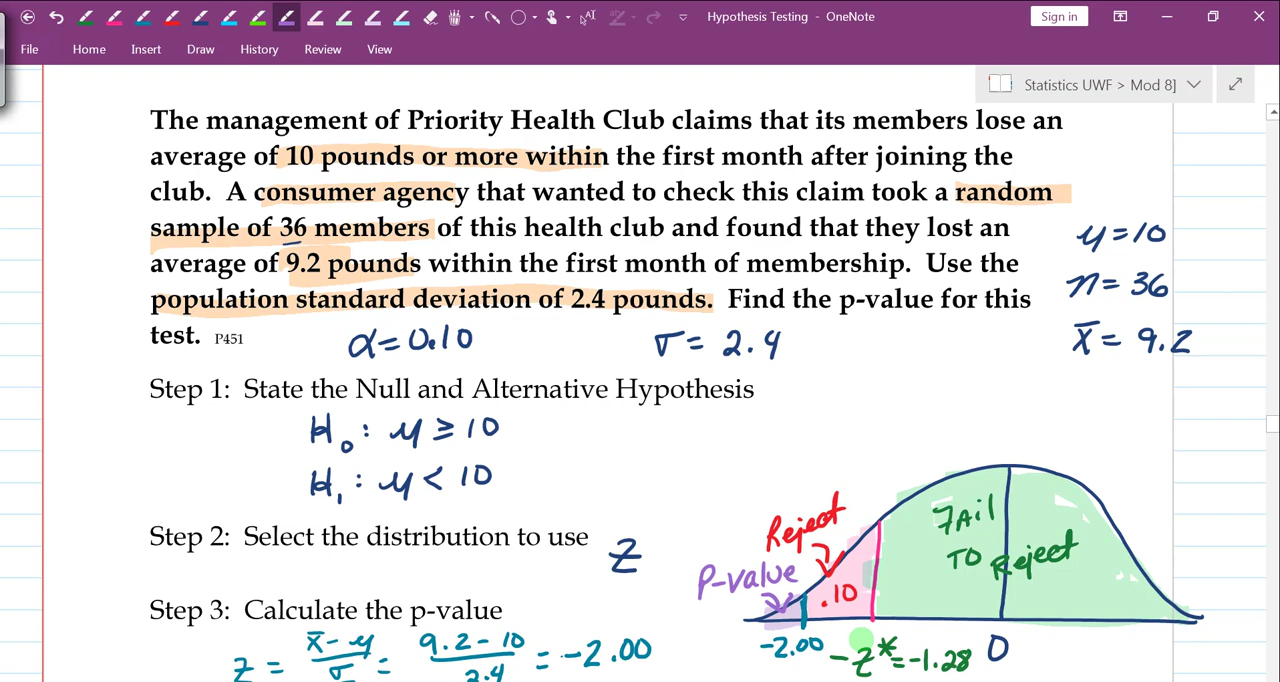 Hypothesis Testing - OneNote
Sign in
File Home Insert Draw History Review View
Statistics UWF > Mod 8]
The management of Priority Health Club claims that its members lose an
average of 10 pounds or more within the first month after joining the
club. A consumer agency that wanted to check this claim took a random
sample of 36 members of this health club and found that they lost an
average of 9.2 pounds within the first month of membership. Use the
population standard deviation of 2.4 pounds. Find the p-value for this
test. P451
μ = 10
n = 36
x̄ = 9.2
α = 0.10 σ = 2.4
Step 1: State the Null and Alternative Hypothesis
H₀ : μ ≥ 10
H₁ : μ < 10
Step 2: Select the distribution to use
Z
Reject
Fail
To Reject
P-value
.10
-2.00
-z* = -1.28
0
Step 3: Calculate the p-value
z = x̄ - μ / σ = 9.2 - 10 / 2.4 = -2.00